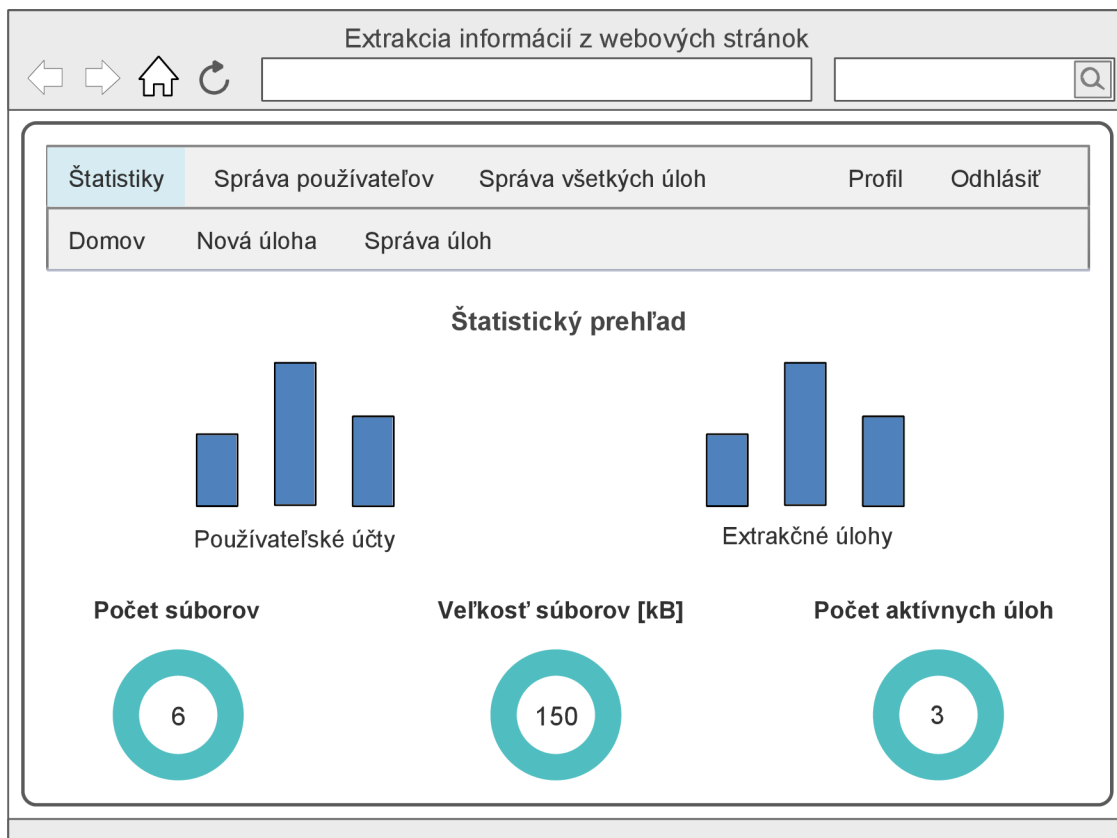 Extrakcia informácií z webových stránok
Štatistiky Správa používateľov Správa všetkých úloh Profil Odhlásiť
Domov Nová úloha Správa úloh
Štatistický prehľad
Používateľské účty Extrakčné úlohy
Počet súborov Veľkosť súborov [kB] Počet aktívnych úloh
6 150 3